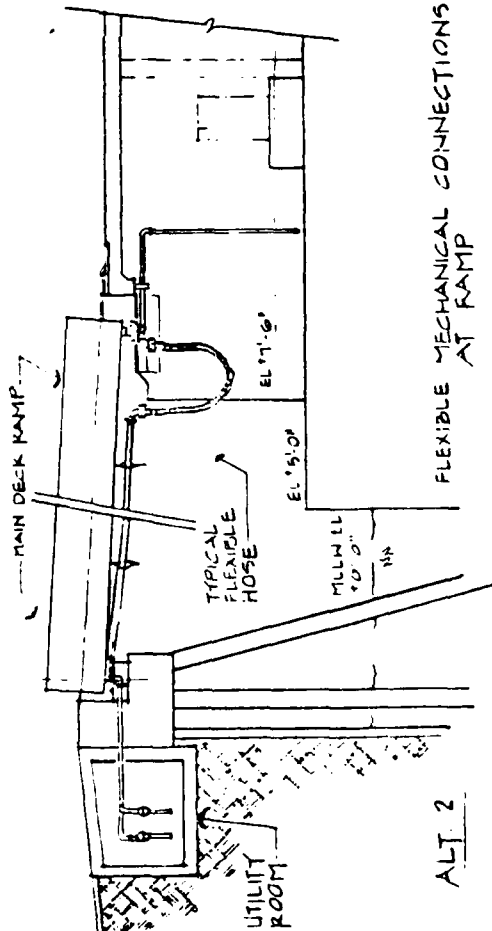 MAIN DECK RAMP
TYPICAL
FLEXIBLE
HOSE
EL +7'-6"
EL +5'-0"
MLLW EL
+0'-0"
UTILITY
ROOM
ALT 2
FLEXIBLE MECHANICAL CONNECTIONS
AT RAMP